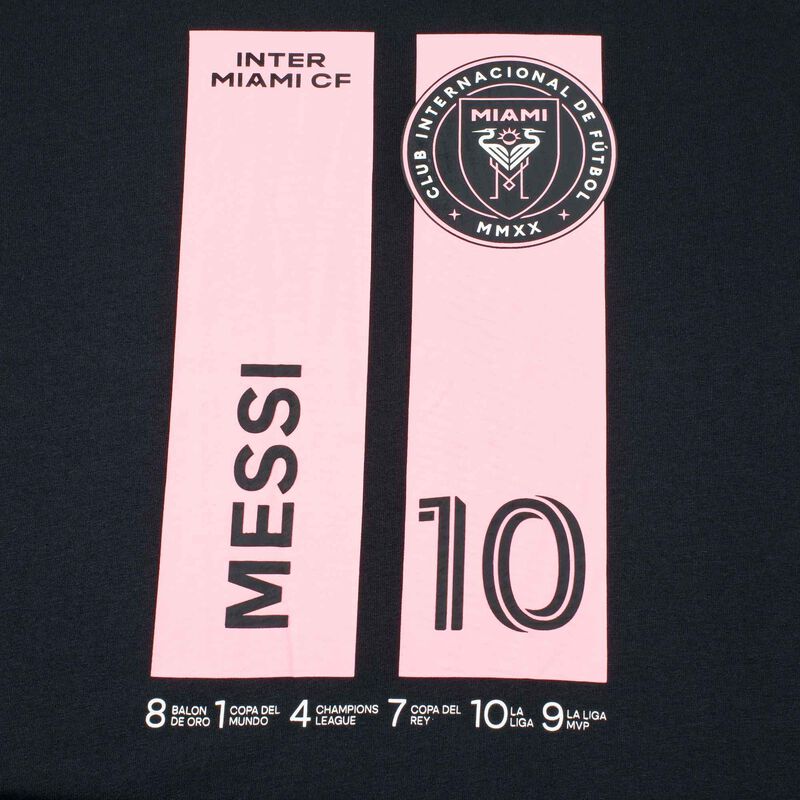 INTER
MIAMI CF
MESSI
CLUB INTERNACIONAL DE FÚTBOL
MIAMI
MMXX
10
8 BALON
DE ORO
1 COPA DEL
MUNDO
4 CHAMPIONS
LEAGUE
7 COPA DEL
REY
10 LA
LIGA
9 LA LIGA
MVP